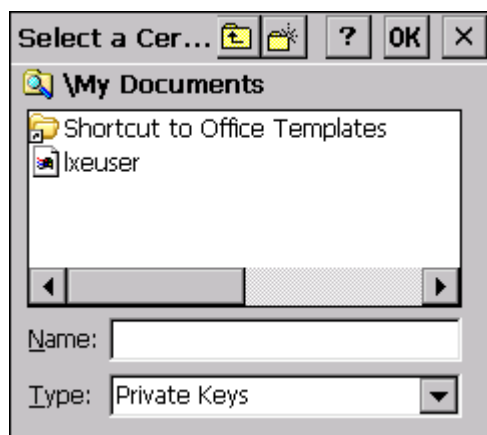 Select a Cer... ? OK ×
\My Documents
Shortcut to Office Templates
lxeuser
Name:
Type: Private Keys